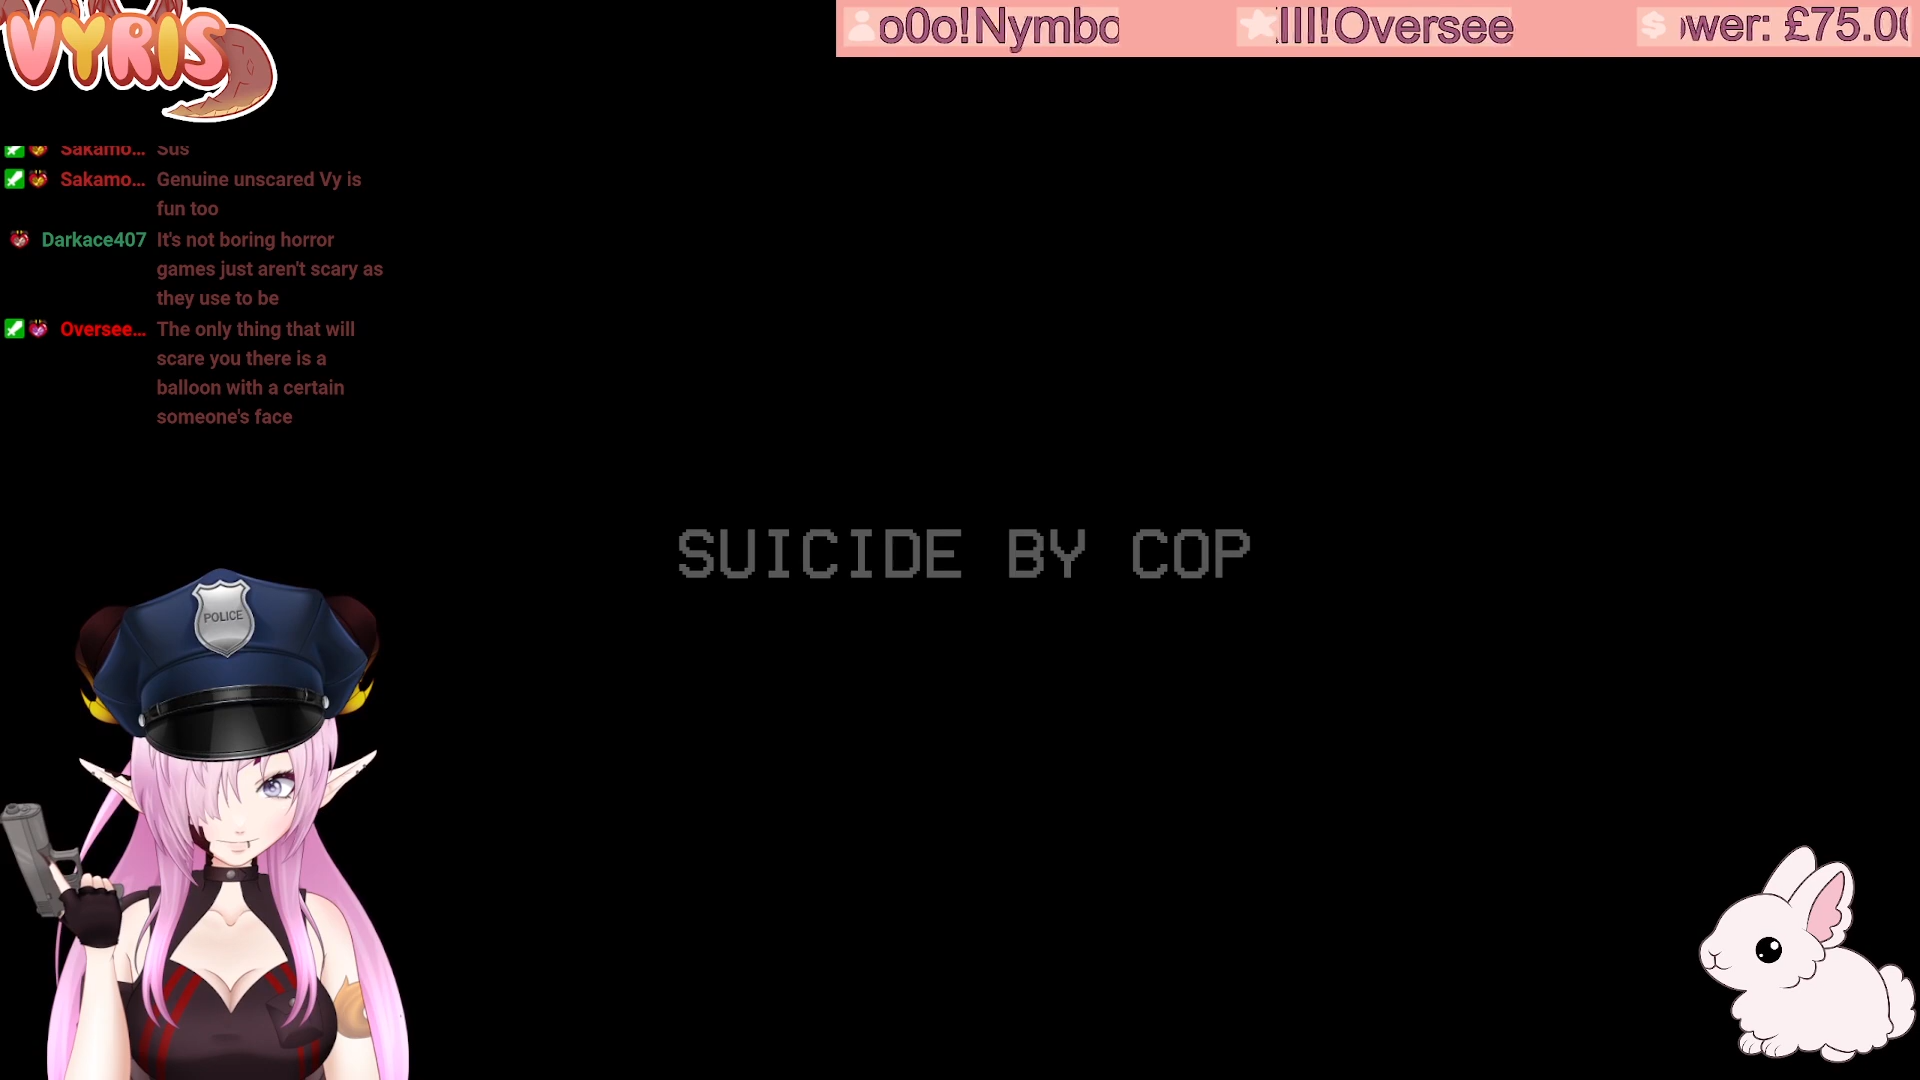 VYRIS
o0o!Nymbo
!Oversee
wer: £75.0
Sakamo... Sus
Sakamo... Genuine unscared Vy is
fun too
Darkace407 It's not boring horror
games just aren't scary as
they use to be
Oversee... The only thing that will
scare you there is a
balloon with a certain
someone's face
SUICIDE BY COP
POLICE